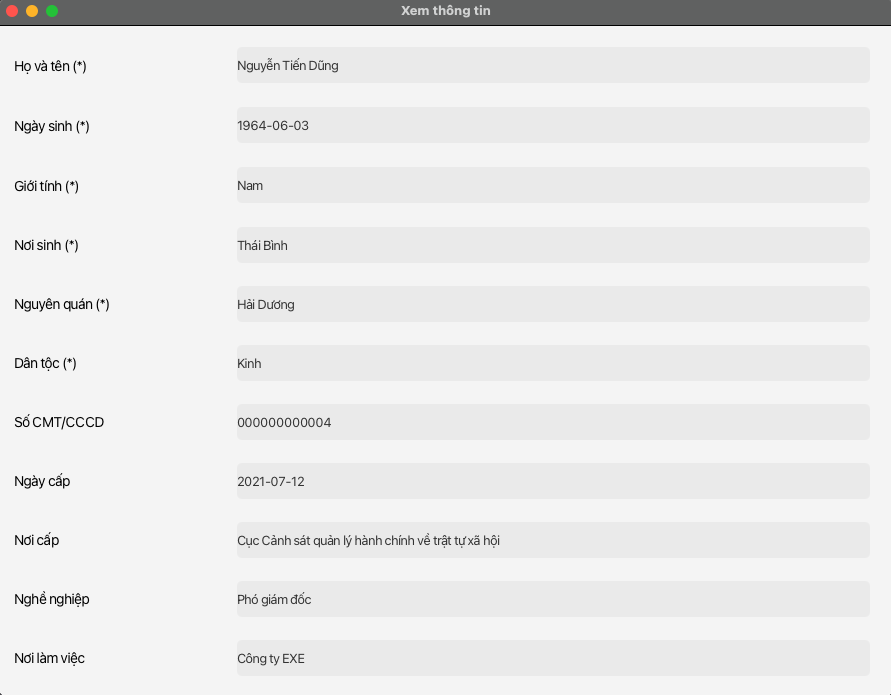 Xem thông tin
Họ và tên (*) Nguyễn Tiến Dũng
Ngày sinh (*) 1964-06-03
Giới tính (*) Nam
Nơi sinh (*) Thái Bình
Nguyên quán (*) Hải Dương
Dân tộc (*) Kinh
Số CMT/CCCD 000000000004
Ngày cấp 2021-07-12
Nơi cấp Cục Cảnh sát quản lý hành chính về trật tự xã hội
Nghề nghiệp Phó giám đốc
Nơi làm việc Công ty EXE